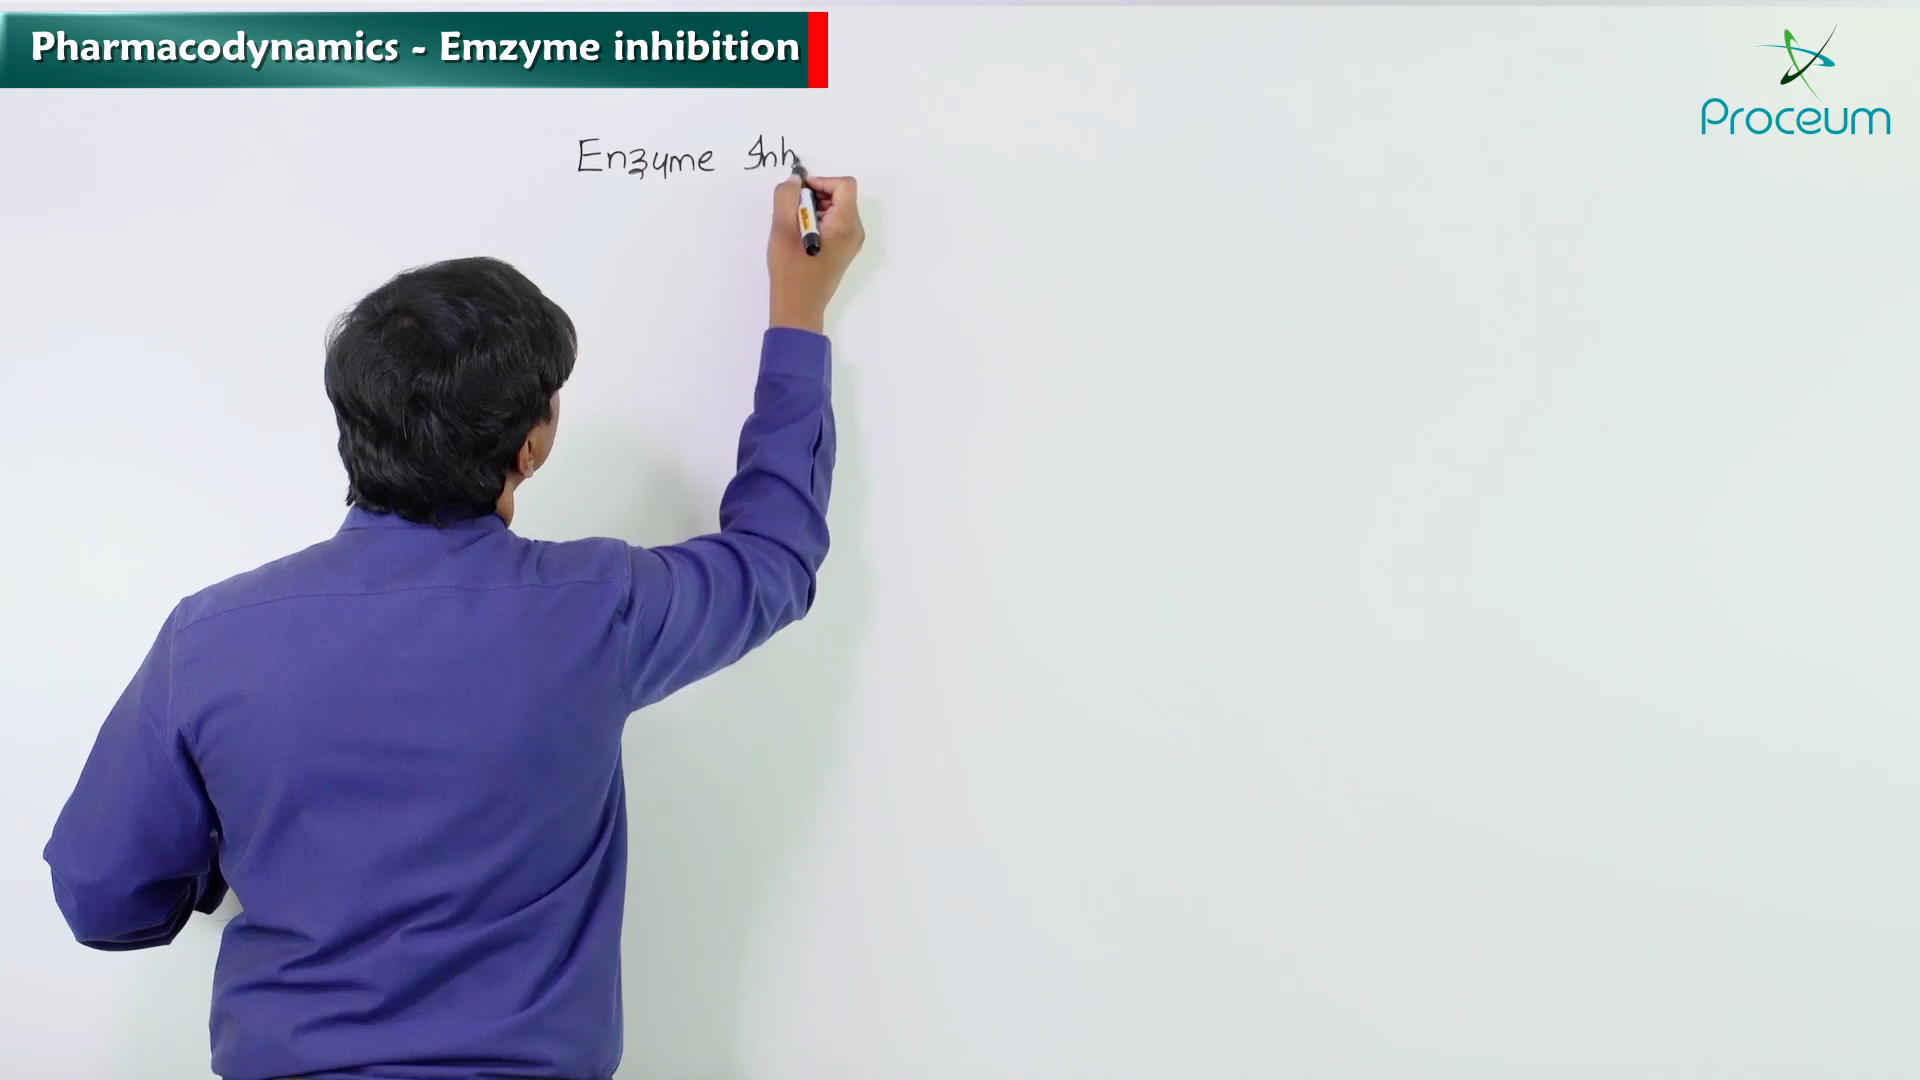 Pharmacodynamics - Emzyme inhibition
Proceum
Enzyme Inh